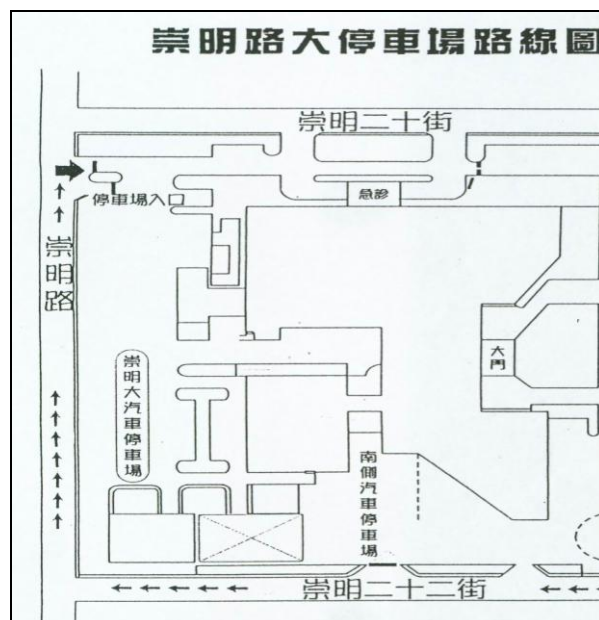 崇明路大停車場路線圖
崇明二十街
急診
停車場入口
崇明路
大門
崇明大汽車停車場
南側汽車停車場
崇明二十二街